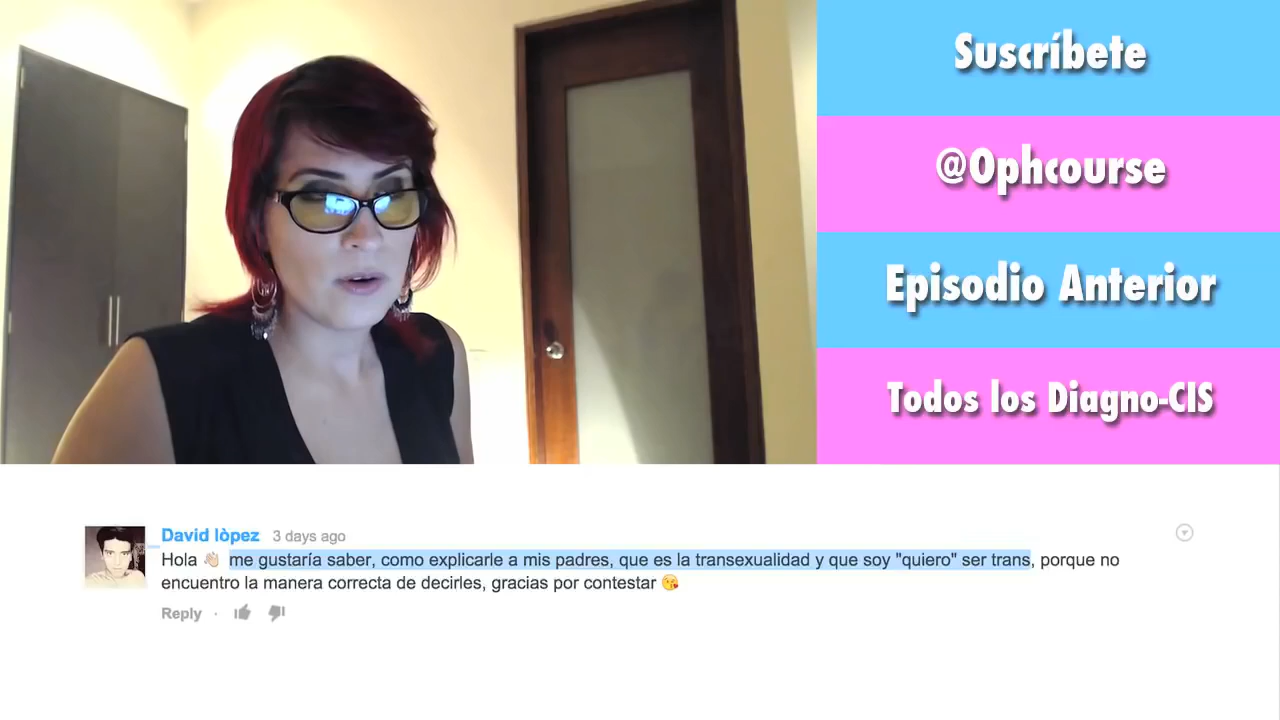 Suscríbete
@Ophcourse
Episodio Anterior
Todos los Diagno-CIS
David lòpez 3 days ago
Hola 👋🏻 me gustaría saber, como explicarle a mis padres, que es la transexualidad y que soy "quiero" ser trans, porque no
encuentro la manera correcta de decirles, gracias por contestar 😘
Reply ·